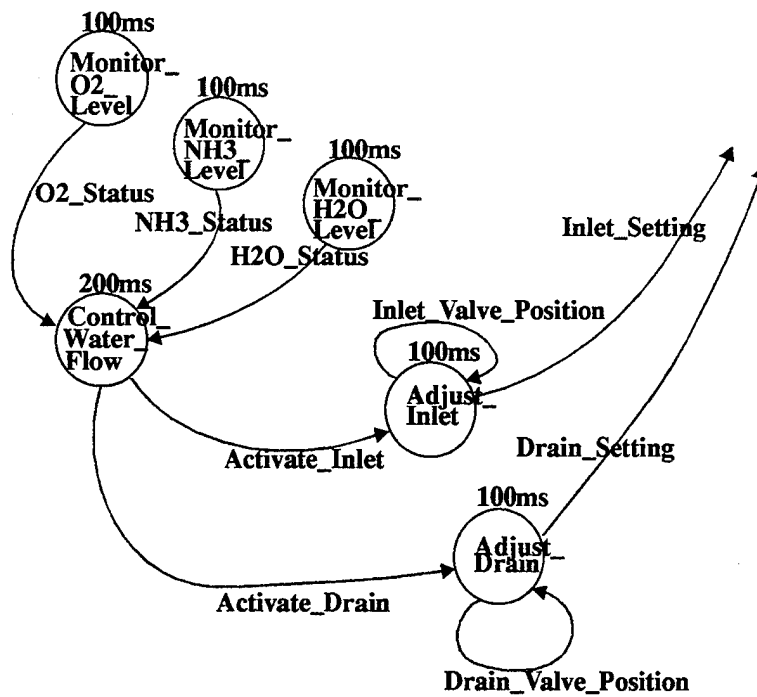 100ms
Monitor_
O2_
Level
100ms
Monitor_
NH3_
Level
100ms
Monitor_
H2O_
Level
O2_Status
NH3_Status
H2O_Status
Inlet_Setting
200ms
Control_
Water_
Flow
Inlet_Valve_Position
100ms
Adjust_
Inlet
Activate_Inlet
Drain_Setting
100ms
Adjust_
Drain
Activate_Drain
Drain_Valve_Position